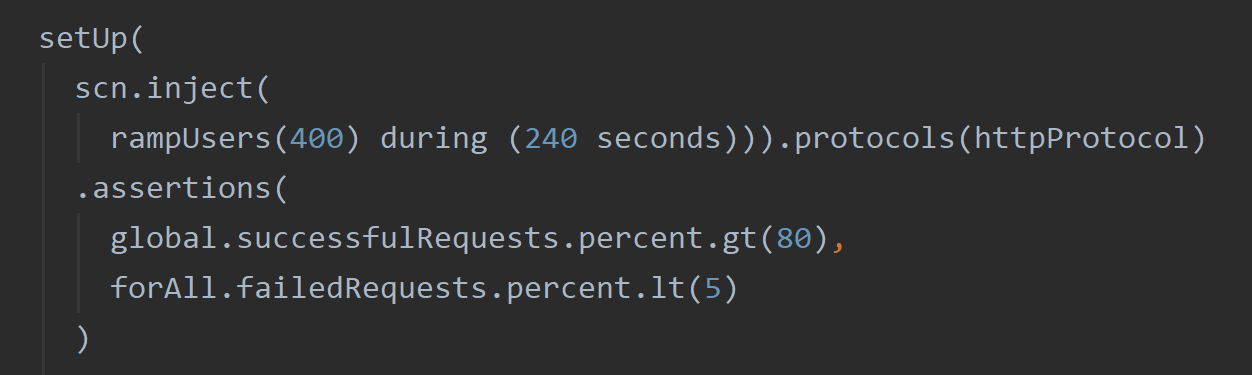 setUp(
scn.inject(
rampUsers(400) during (240 seconds))).protocols(httpProtocol)
.assertions(
global.successfulRequests.percent.gt(80),
forAll.failedRequests.percent.lt(5)
)